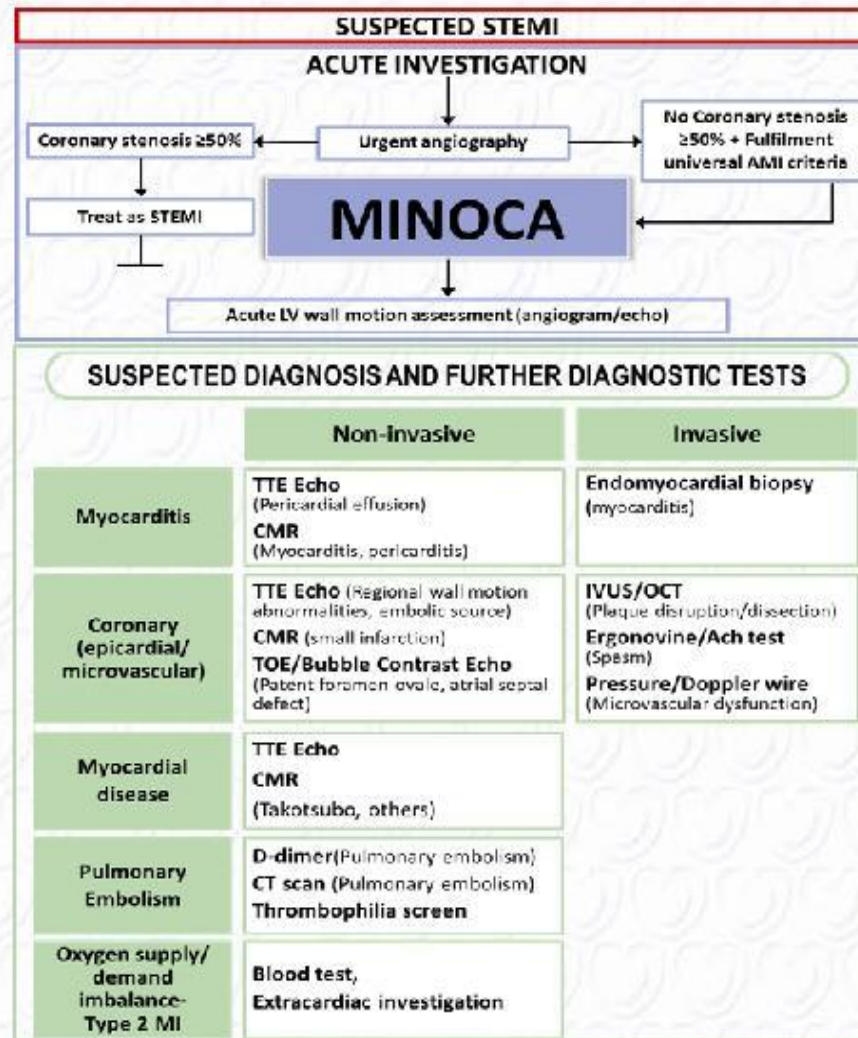 SUSPECTED STEMI
ACUTE INVESTIGATION
Coronary stenosis ≥50%
Urgent angiography
No Coronary stenosis
≥50% + Fulfilment
universal AMI criteria
Treat as STEMI
MINOCA
Acute LV wall motion assessment (angiogram/echo)
SUSPECTED DIAGNOSIS AND FURTHER DIAGNOSTIC TESTS
Non-invasive
Invasive
Myocarditis
TTE Echo
(Pericardial effusion)
CMR
(Myocarditis, pericarditis)
Endomyocardial biopsy
(myocarditis)
Coronary
(epicardial/
microvascular)
TTE Echo (Regional wall motion
abnormalities, embolic source)
CMR (small infarction)
TOE/Bubble Contrast Echo
(Patent foramen ovale, atrial septal
defect)
IVUS/OCT
(Plaque disruption/dissection)
Ergonovine/Ach test
(Spasm)
Pressure/Doppler wire
(Microvascular dysfunction)
Myocardial
disease
TTE Echo
CMR
(Takotsubo, others)
Pulmonary
Embolism
D-dimer(Pulmonary embolism)
CT scan (Pulmonary embolism)
Thrombophilia screen
Oxygen supply/
demand
imbalance-
Type 2 MI
Blood test,
Extracardiac investigation